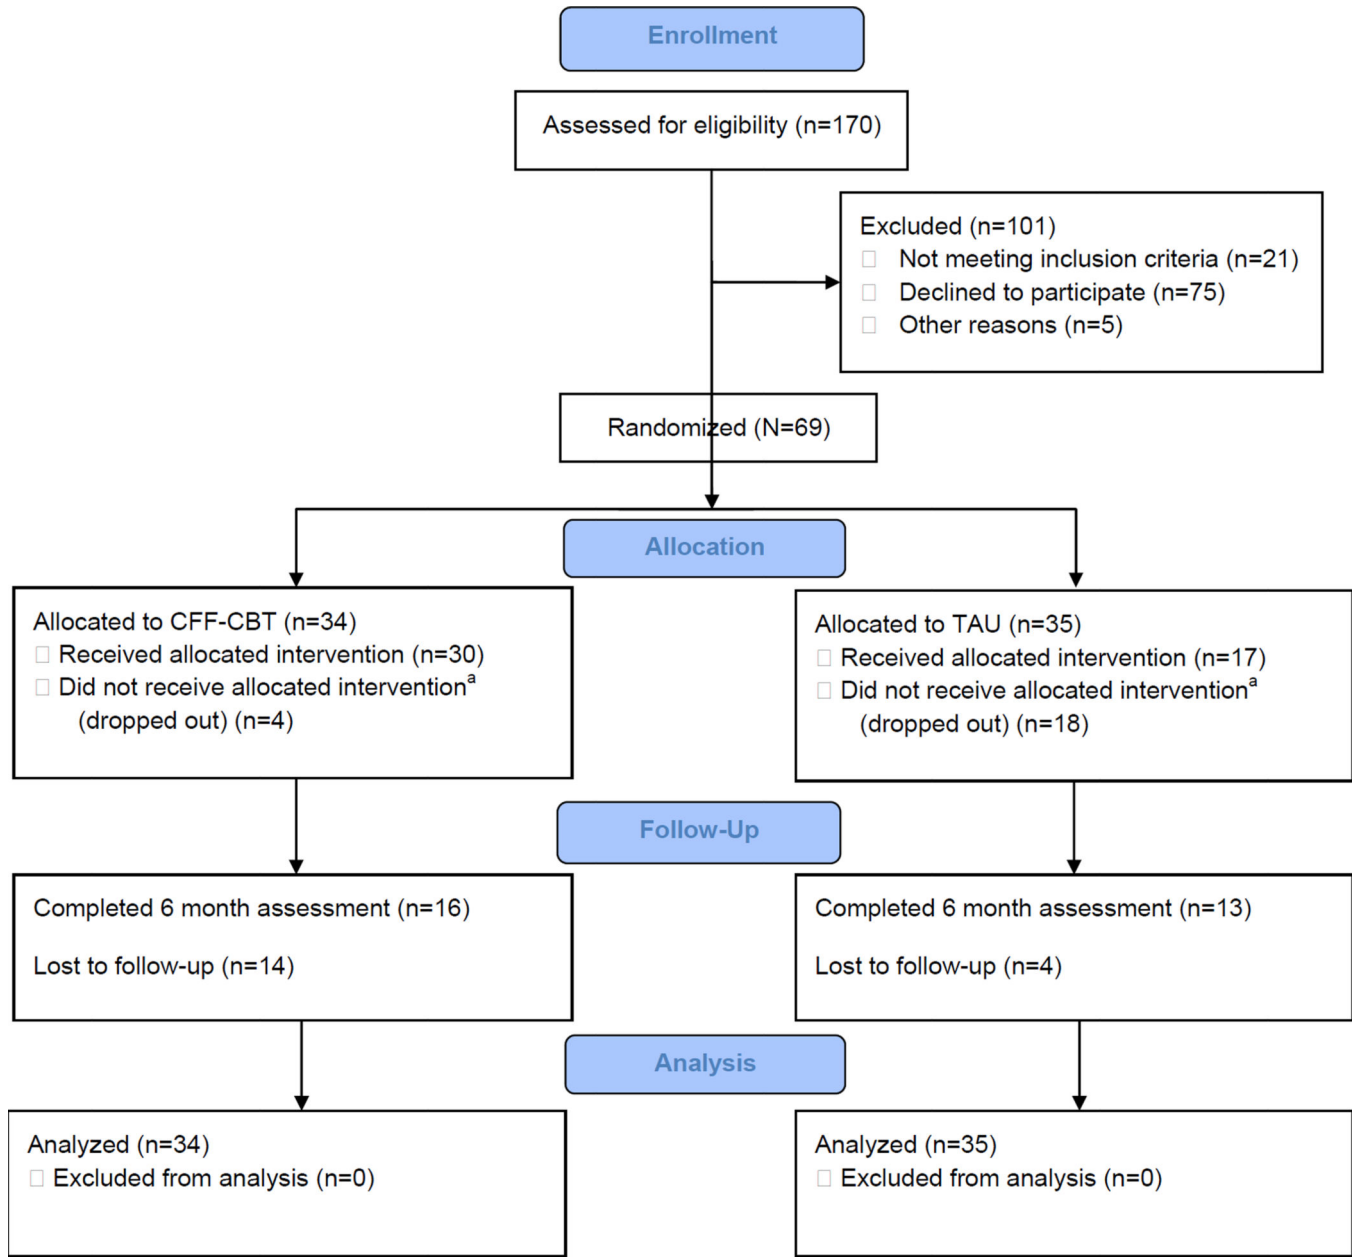 Enrollment
Assessed for eligibility (n=170)
Excluded (n=101)
Not meeting inclusion criteria (n=21)
Declined to participate (n=75)
Other reasons (n=5)
Randomized (N=69)
Allocation
Allocated to CFF-CBT (n=34)
Received allocated intervention (n=30)
Did not receive allocated intervention^a
(dropped out) (n=4)
Allocated to TAU (n=35)
Received allocated intervention (n=17)
Did not receive allocated intervention^a
(dropped out) (n=18)
Follow-Up
Completed 6 month assessment (n=16)
Lost to follow-up (n=14)
Completed 6 month assessment (n=13)
Lost to follow-up (n=4)
Analysis
Analyzed (n=34)
Excluded from analysis (n=0)
Analyzed (n=35)
Excluded from analysis (n=0)